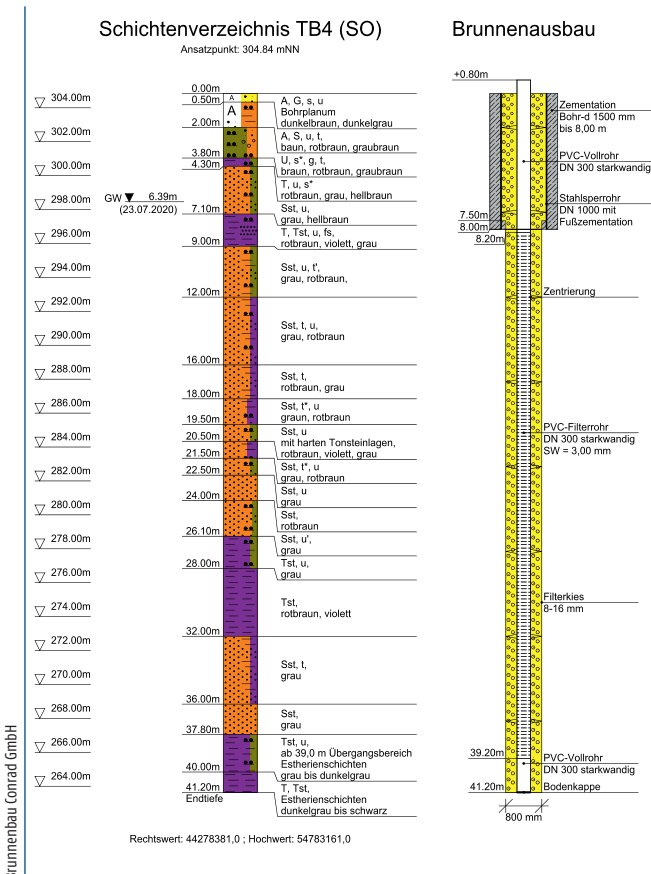 Schichtenverzeichnis TB4 (SO)
Ansatzpunkt: 304.84 mNN
Brunnenausbau
304.00m
302.00m
300.00m
298.00m
296.00m
294.00m
292.00m
290.00m
288.00m
286.00m
284.00m
282.00m
280.00m
278.00m
276.00m
274.00m
272.00m
270.00m
268.00m
266.00m
264.00m
GW 6.39m
(23.07.2020)
0.00m
0.50m
2.00m
3.80m
4.30m
7.10m
9.00m
12.00m
16.00m
18.00m
19.50m
20.50m
21.50m
22.50m
24.00m
26.10m
28.00m
32.00m
36.00m
37.80m
40.00m
41.20m
Endtiefe
A
A
A, G, s, u
Bohrplanum
dunkelbraun, dunkelgrau
A, S, u, t,
baun, rotbraun, graubraun
U, s*, g, t,
braun, rotbraun, graubraun
T, u, s*
rotbraun, grau, hellbraun
Sst, u,
grau, hellbraun
T, Tst, u, fs,
rotbraun, violett, grau
Sst, u, t',
grau, rotbraun,
Sst, t, u,
grau, rotbraun
Sst, t,
rotbraun, grau
Sst, t*, u
graun, rotbraun
Sst, u
mit harten Tonsteinlagen,
rotbraun, violett, grau
Sst, t*, u
grau, rotbraun
Sst, u
grau
Sst,
rotbraun
Sst, u',
grau
Tst, u,
grau
Tst,
rotbraun, violett
Sst, t,
grau
Sst,
grau
Tst, u,
ab 39,0 m Übergangsbereich
Estherienschichten
grau bis dunkelgrau
T, Tst,
Estherienschichten
dunkelgrau bis schwarz
+0.80m
7.50m
8.00m
8.20m
39.20m
41.20m
Zementation
Bohr-d 1500 mm
bis 8,00 m
PVC-Vollrohr
DN 300 starkwandig
Stahlsperrohr
DN 1000 mit
Fußzementation
Zentrierung
PVC-Filterrohr
DN 300 starkwandig
SW = 3,00 mm
Filterkies
8-16 mm
PVC-Vollrohr
DN 300 starkwandig
Bodenkappe
800 mm
Rechtswert: 44278381,0 ; Hochwert: 54783161,0
Brunnenbau Conrad GmbH